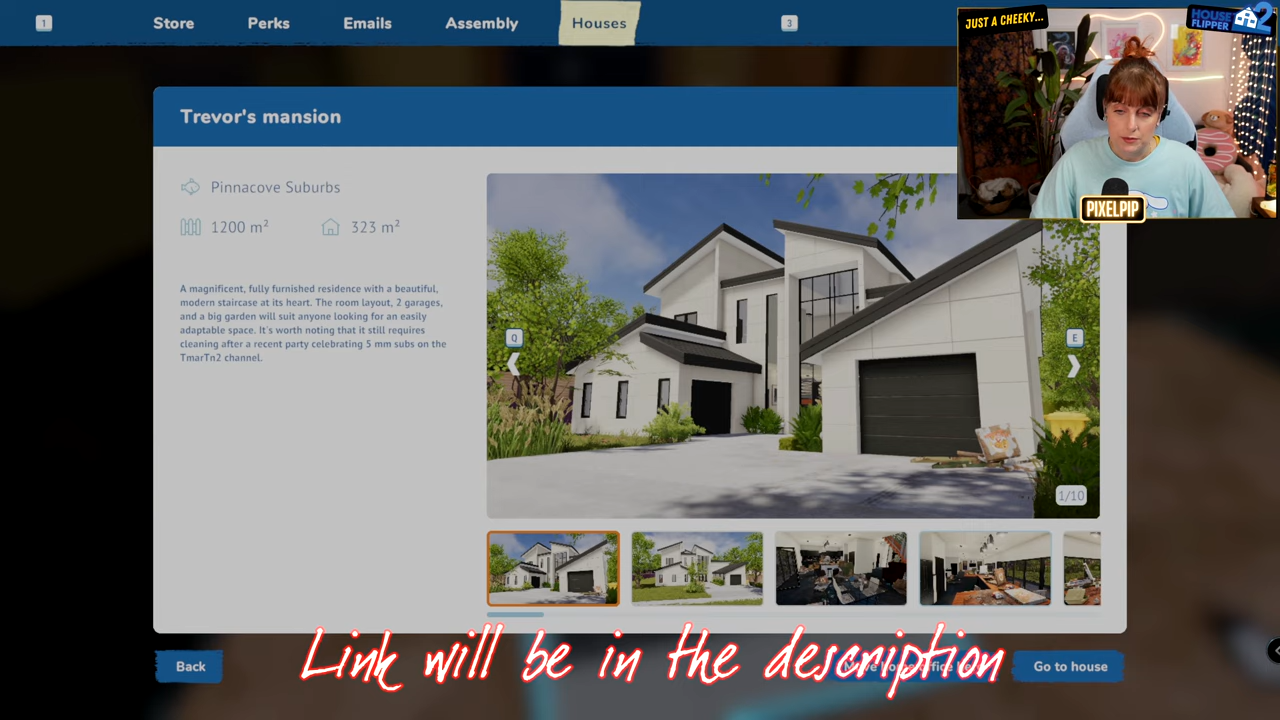 1
Store
Perks
Emails
Assembly
Houses
3
JUST A CHEEKY...
HOUSE
FLIPPER 2
PIXELPIP
Trevor's mansion
Pinnacove Suburbs
1200 m²
323 m²
A magnificent, fully furnished residence with a beautiful,
modern staircase at its heart. The room layout, 2 garages,
and a big garden will suit anyone looking for an easily
adaptable space. It's worth noting that it still requires
cleaning after a recent party celebrating 5 mm subs on the
TmarTn2 channel.
Q
E
1/10
Back
Link will be in the description
Go to house